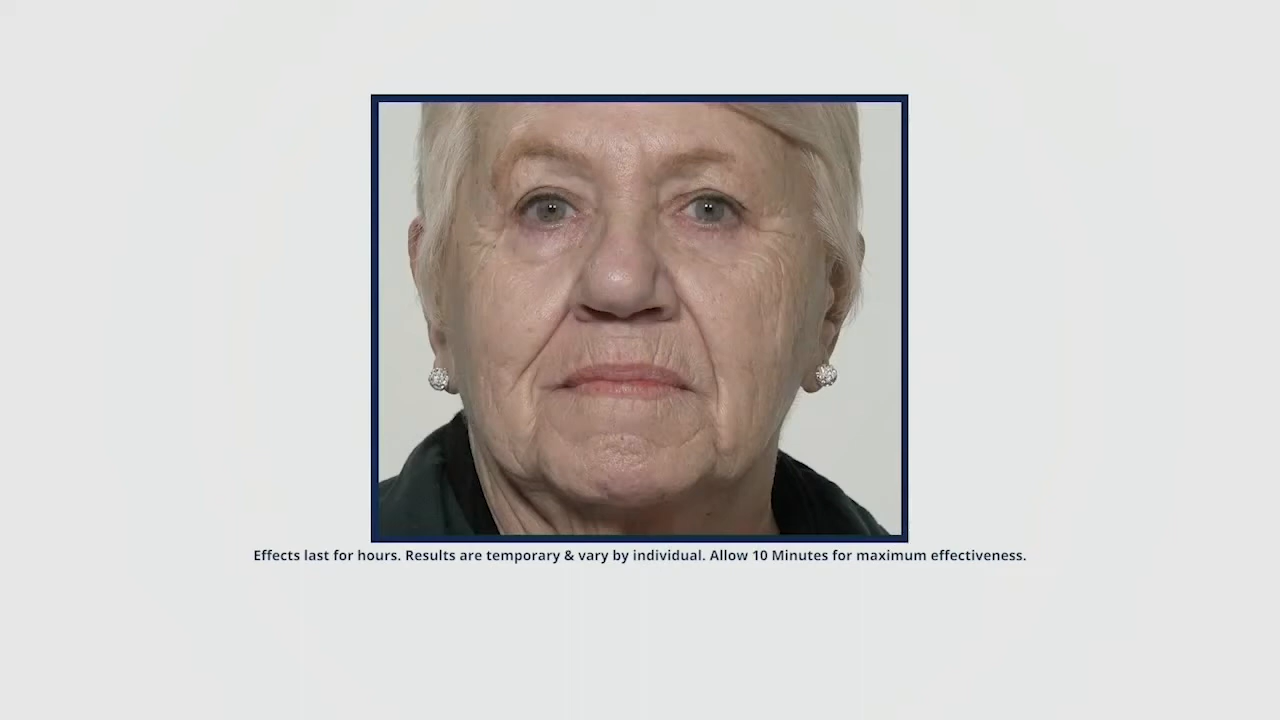 Effects last for hours. Results are temporary & vary by individual. Allow 10 Minutes for maximum effectiveness.